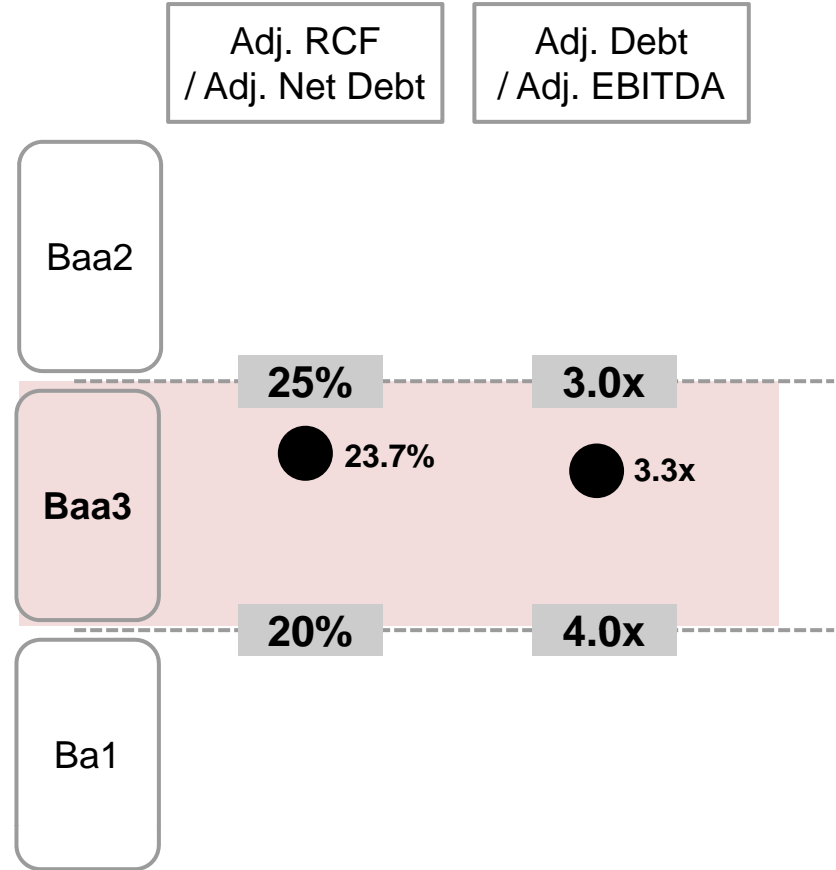 Adj. RCF
/ Adj. Net Debt
Adj. Debt
/ Adj. EBITDA
Baa2
25%
3.0x
23.7%
3.3x
Baa3
20%
4.0x
Ba1